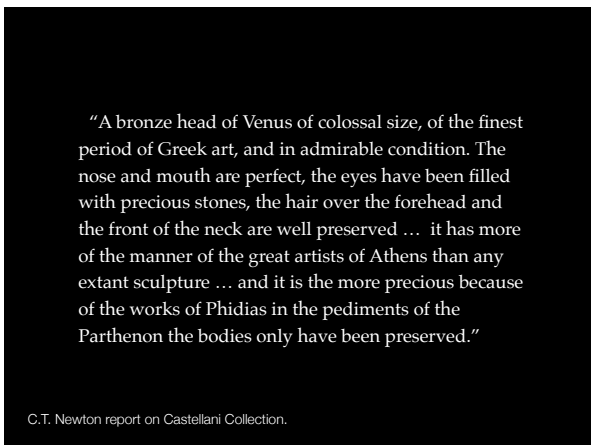 “A bronze head of Venus of colossal size, of the finest
period of Greek art, and in admirable condition. The
nose and mouth are perfect, the eyes have been filled
with precious stones, the hair over the forehead and
the front of the neck are well preserved … it has more
of the manner of the great artists of Athens than any
extant sculpture … and it is the more precious because
of the works of Phidias in the pediments of the
Parthenon the bodies only have been preserved.”
C.T. Newton report on Castellani Collection.